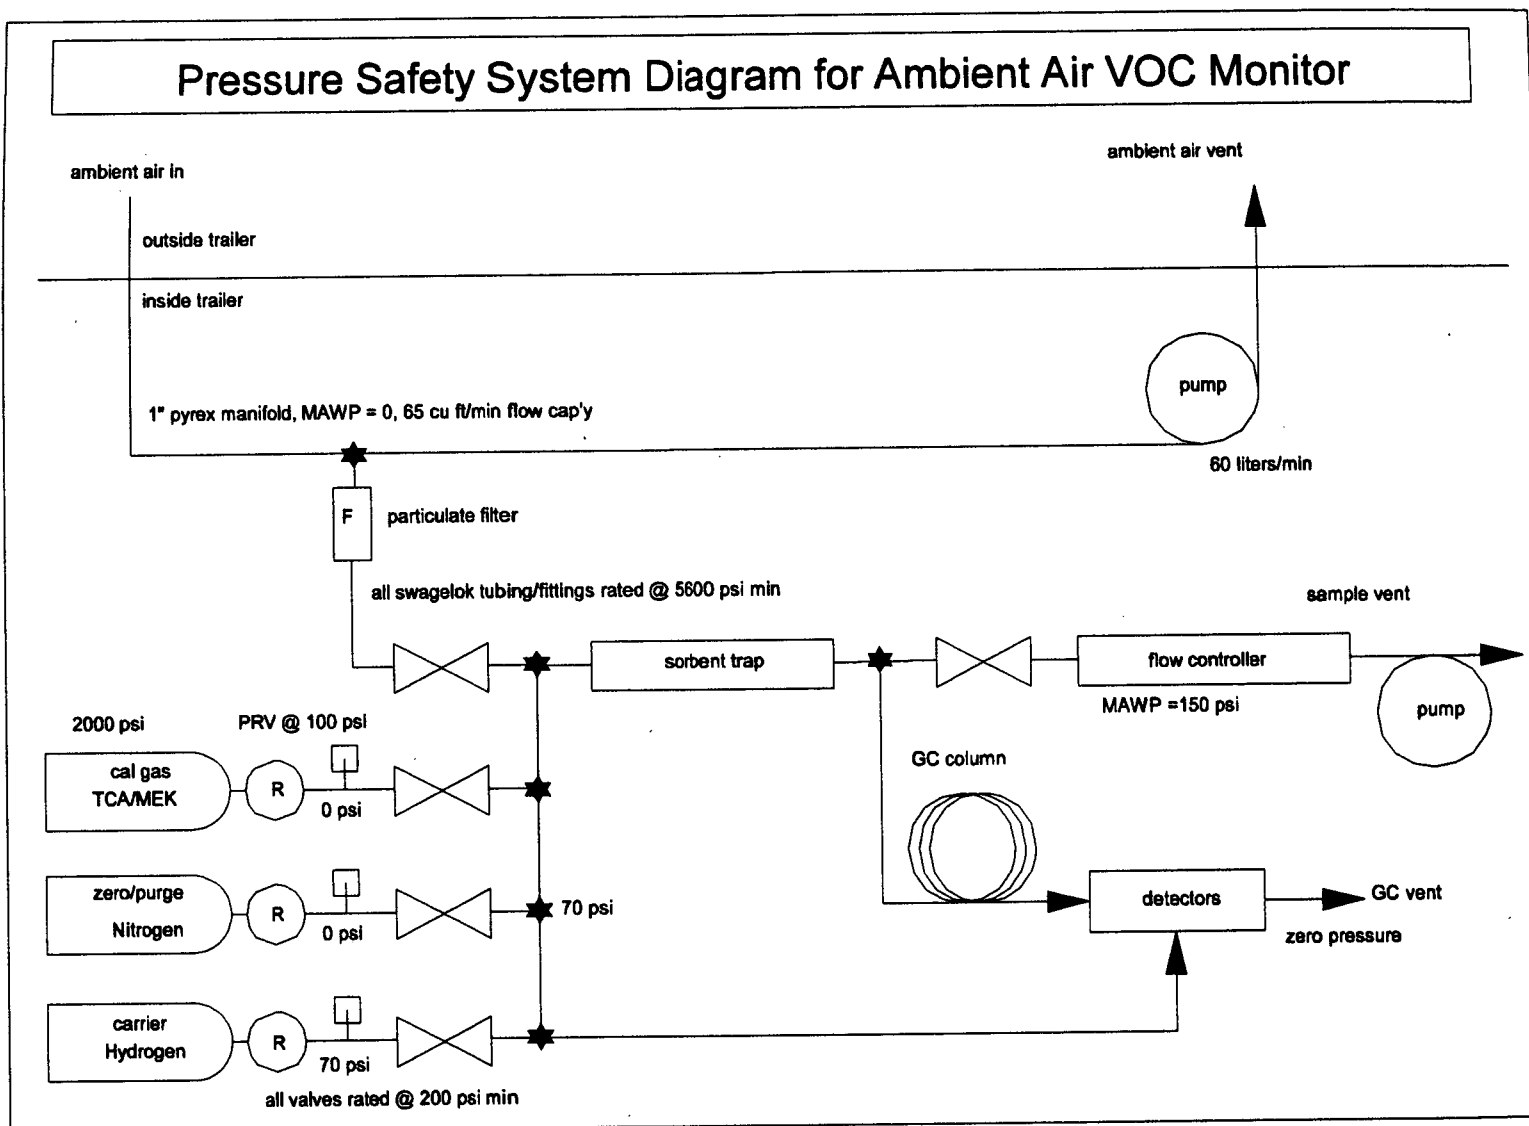 Pressure Safety System Diagram for Ambient Air VOC Monitor
ambient air in
ambient air vent
outside trailer
inside trailer
pump
1" pyrex manifold, MAWP = 0, 65 cu ft/min flow cap'y
60 liters/min
F
particulate filter
all swagelok tubing/fittings rated @ 5600 psi min
sample vent
sorbent trap
flow controller
MAWP =150 psi
pump
2000 psi
PRV @ 100 psi
cal gas
TCA/MEK
R
0 psi
GC column
zero/purge
Nitrogen
R
0 psi
70 psi
detectors
GC vent
zero pressure
carrier
Hydrogen
R
70 psi
all valves rated @ 200 psi min